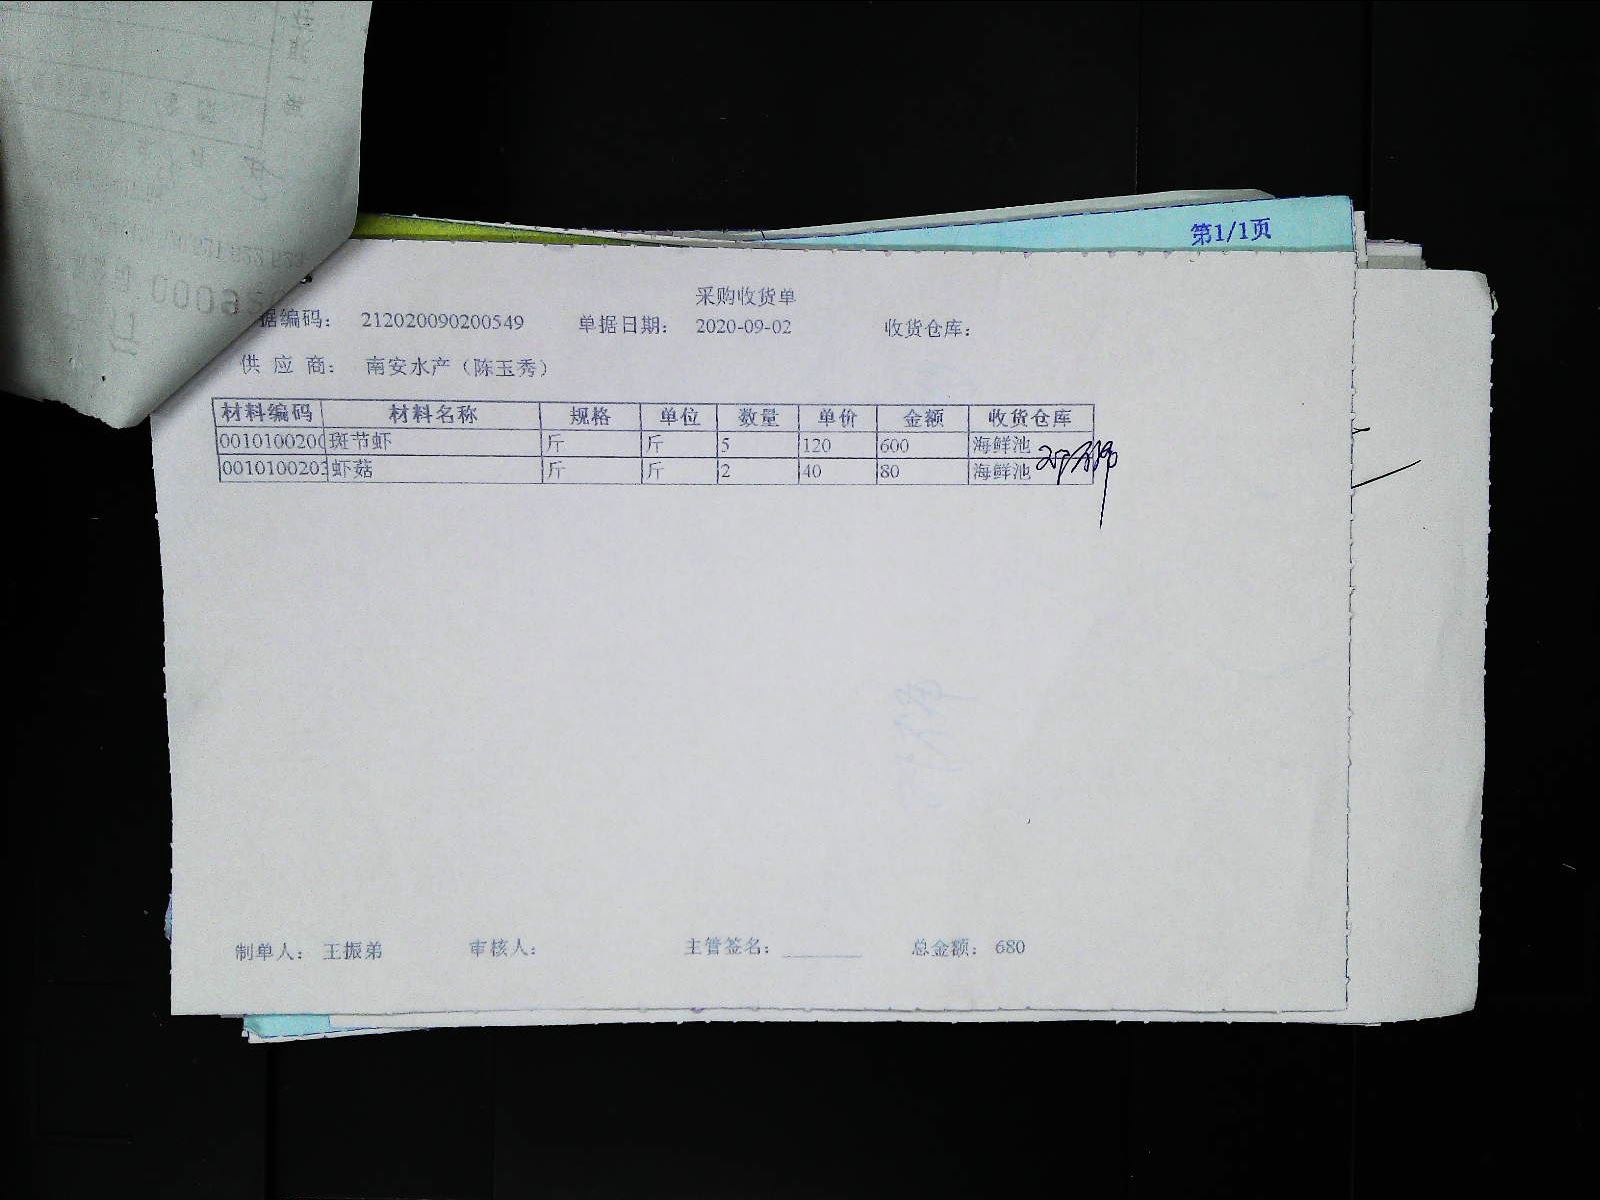 第1/1页
采购收货单
据编码： 212020090200549 单据日期： 2020-09-02 收货仓库：
供 应 商： 南安水产（陈玉秀）
材料编码 材料名称 规格 单位 数量 单价 金额 收货仓库
0010100200 斑节虾 斤 斤 5 120 600 海鲜池
001010020 虾菇 斤 斤 2 40 80 海鲜池
制单人： 王振弟 审核人： 主管签名： 总金额： 680